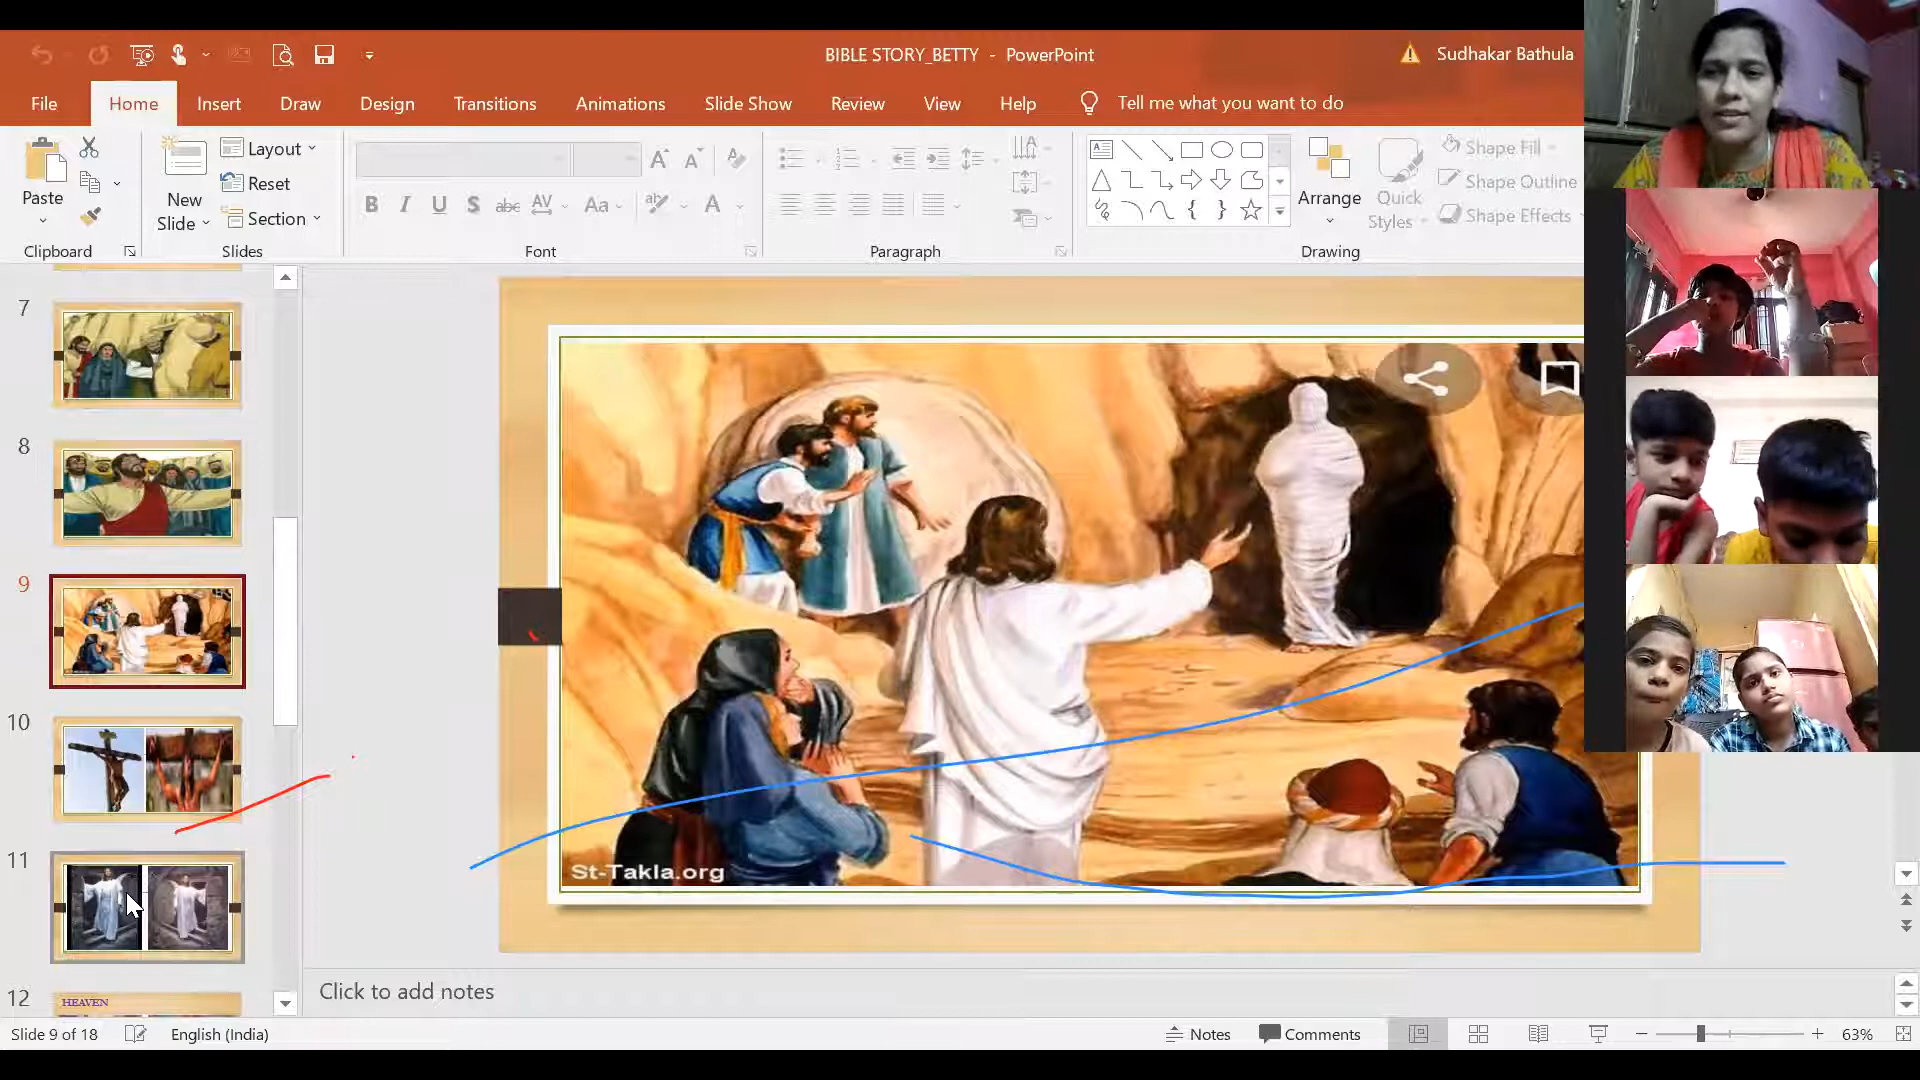 BIBLE STORY_BETTY - PowerPoint
Sudhakar Bathula
File Home Insert Draw Design Transitions Animations Slide Show Review View Help Tell me what you want to do
Paste
New Slide
Layout
Reset
Section
B I U S abc AV Aa A
Arrange
Quick Styles
Shape Fill
Shape Outline
Shape Effects
Clipboard Slides Font Paragraph Drawing
7
8
9
10
11
12
HEAVEN
St-Takla.org
Click to add notes
Slide 9 of 18 English (India) Notes Comments 63%